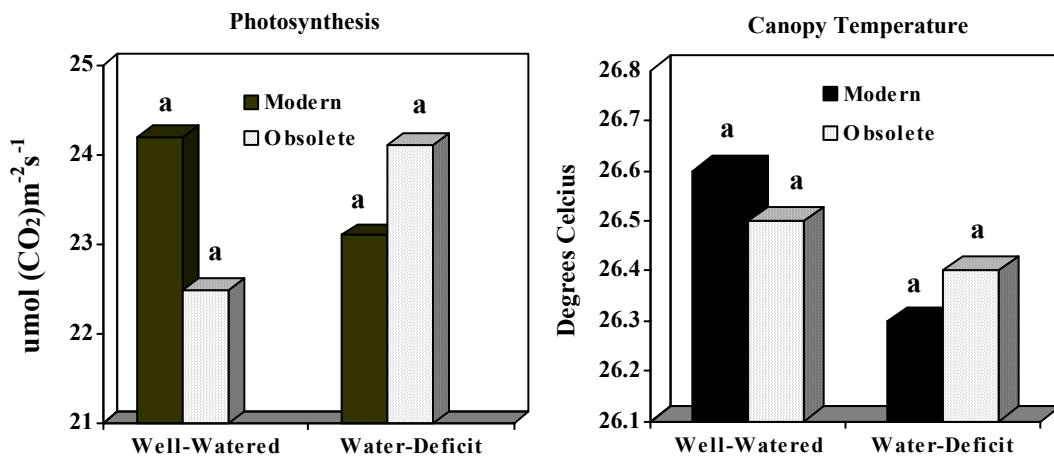 Photosynthesis
umol (CO₂)m⁻²s⁻¹
25
24
23
22
21
Modern
Obsolete
a
a
a
a
Well-Watered
Water-Deficit
Canopy Temperature
Degrees Celcius
26.8
26.7
26.6
26.5
26.4
26.3
26.2
26.1
Modern
Obsolete
a
a
a
a
Well-Watered
Water-Deficit